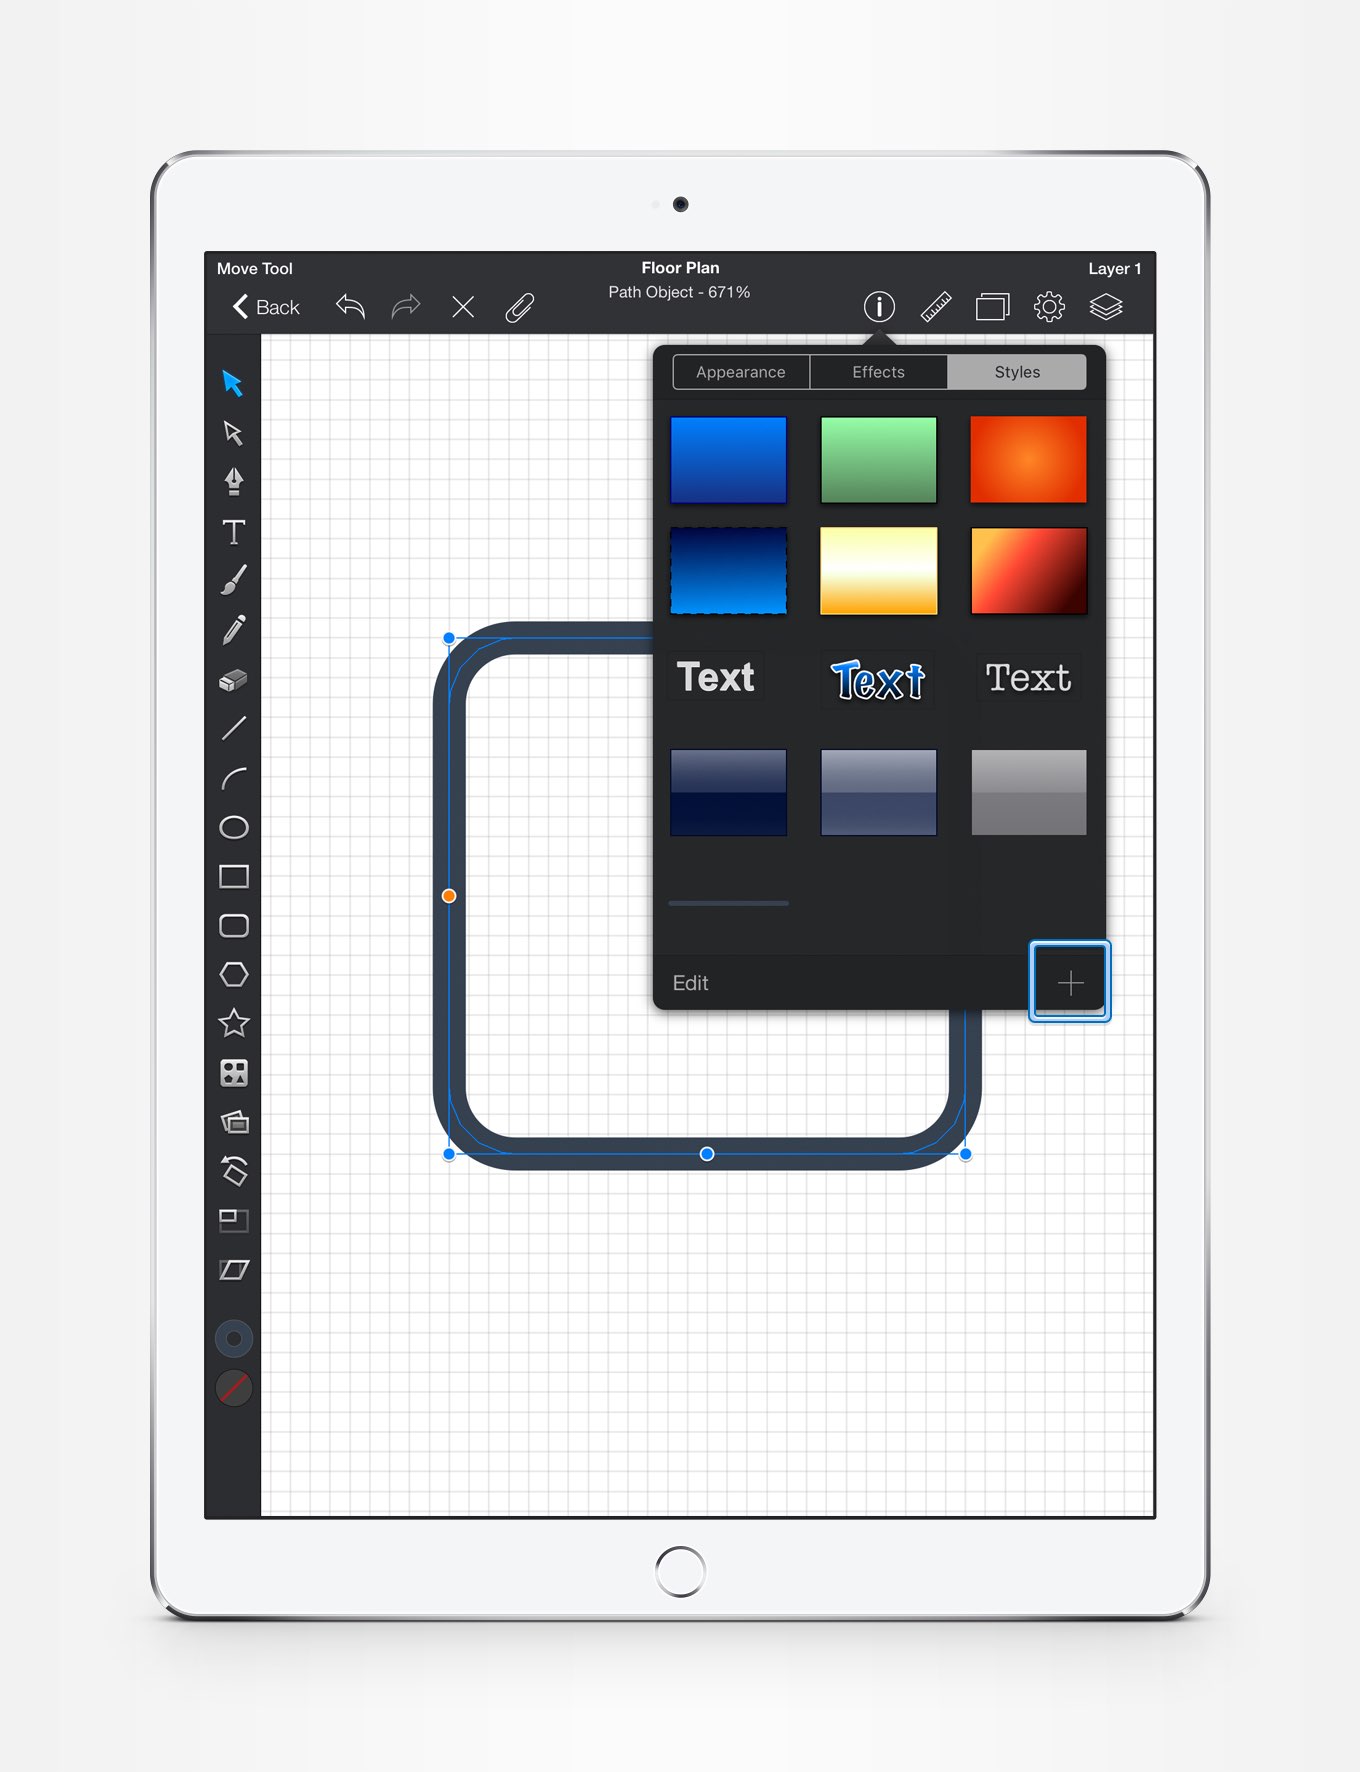 Move Tool
Floor Plan
Layer 1
Back
Path Object - 671%
Appearance
Effects
Styles
Text
Text
Text
Edit